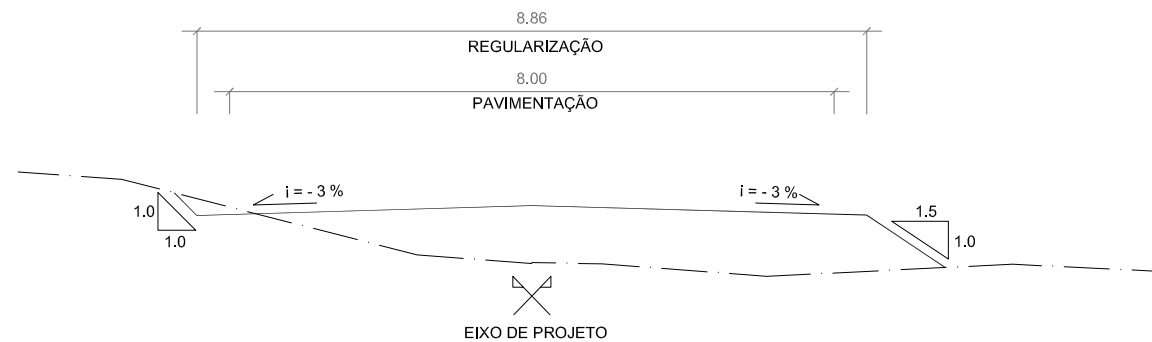 8.86
REGULARIZAÇÃO
8.00
PAVIMENTAÇÃO
i = - 3 %
i = - 3 %
1.0
1.0
1.5
1.0
EIXO DE PROJETO